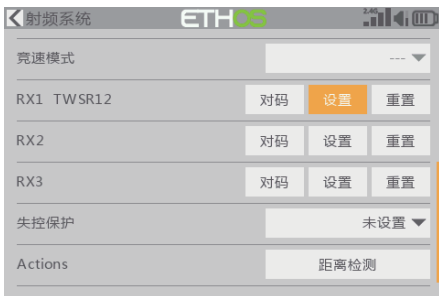 射频系统 ETHOS 2.4G
竞速模式 ---
RX1 TWSR12 对码 设置 重置
RX2 对码 设置 重置
RX3 对码 设置 重置
失控保护 未设置
Actions 距离检测